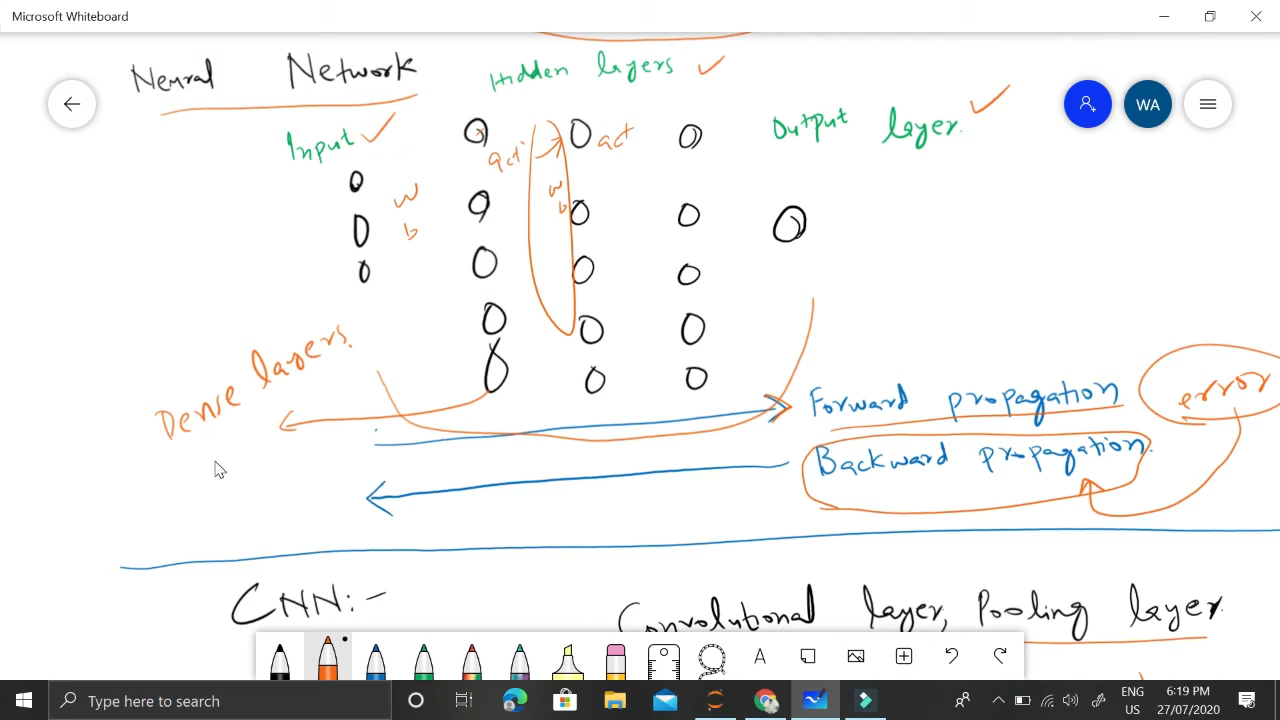 Microsoft Whiteboard
Neural Network
Hidden layers
Output layer.
Input
act
act
w
b
w
b
WA
Dense layers.
Forward propagation
error
Backward propagation.
CNN:-
Convolutional layer, Pooling layer
A
Type here to search
ENG
US
6:19 PM
27/07/2020